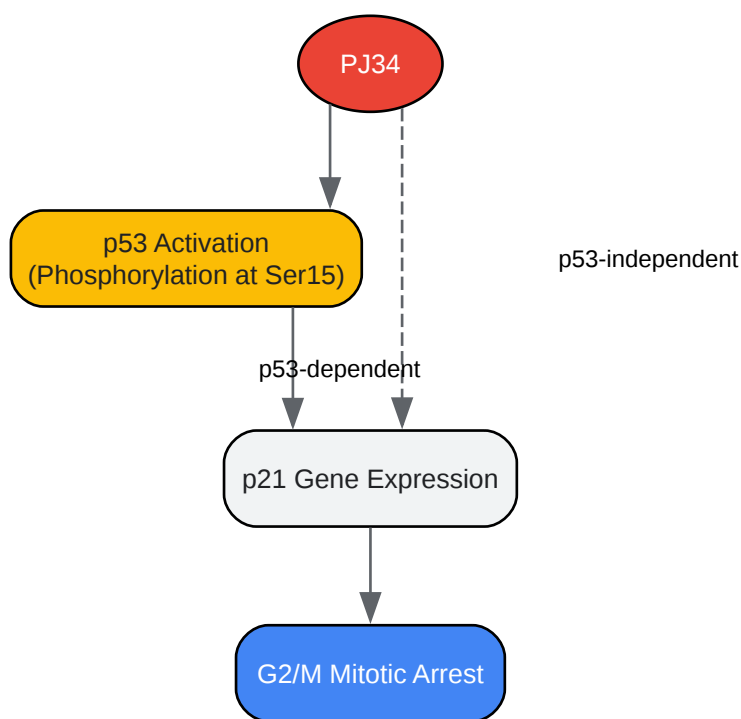 PJ34
p53 Activation
(Phosphorylation at Ser15)
p53-independent
p53-dependent
p21 Gene Expression
G2/M Mitotic Arrest